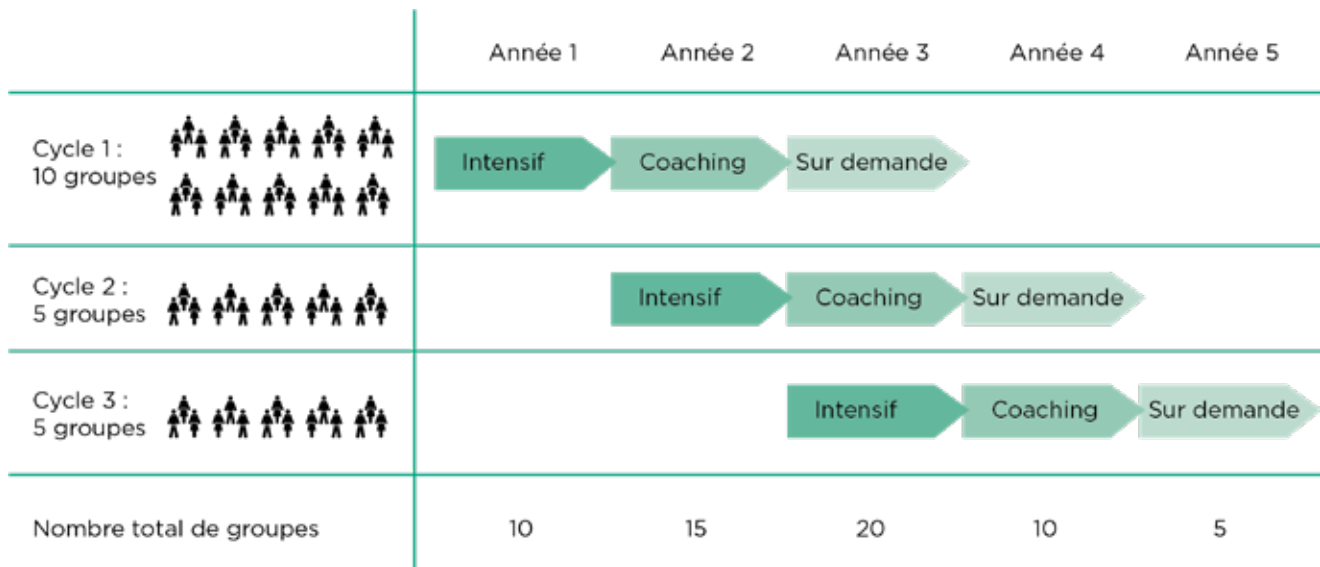 Année 1 Année 2 Année 3 Année 4 Année 5
Cycle 1 :
10 groupes
Intensif Coaching Sur demande
Cycle 2 :
5 groupes
Intensif Coaching Sur demande
Cycle 3 :
5 groupes
Intensif Coaching Sur demande
Nombre total de groupes 10 15 20 10 5